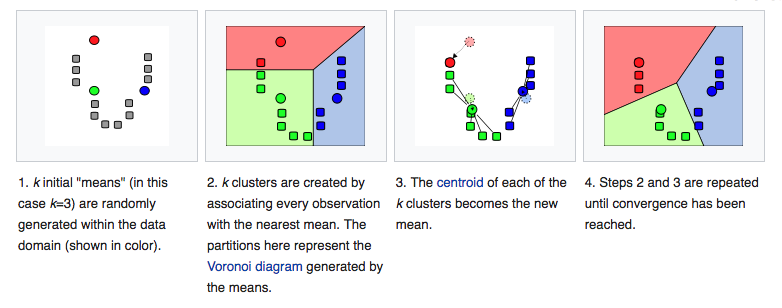 1. k initial "means" (in this
case k=3) are randomly
generated within the data
domain (shown in color).
2. k clusters are created by
associating every observation
with the nearest mean. The
partitions here represent the
Voronoi diagram generated by
the means.
3. The centroid of each of the
k clusters becomes the new
mean.
4. Steps 2 and 3 are repeated
until convergence has been
reached.